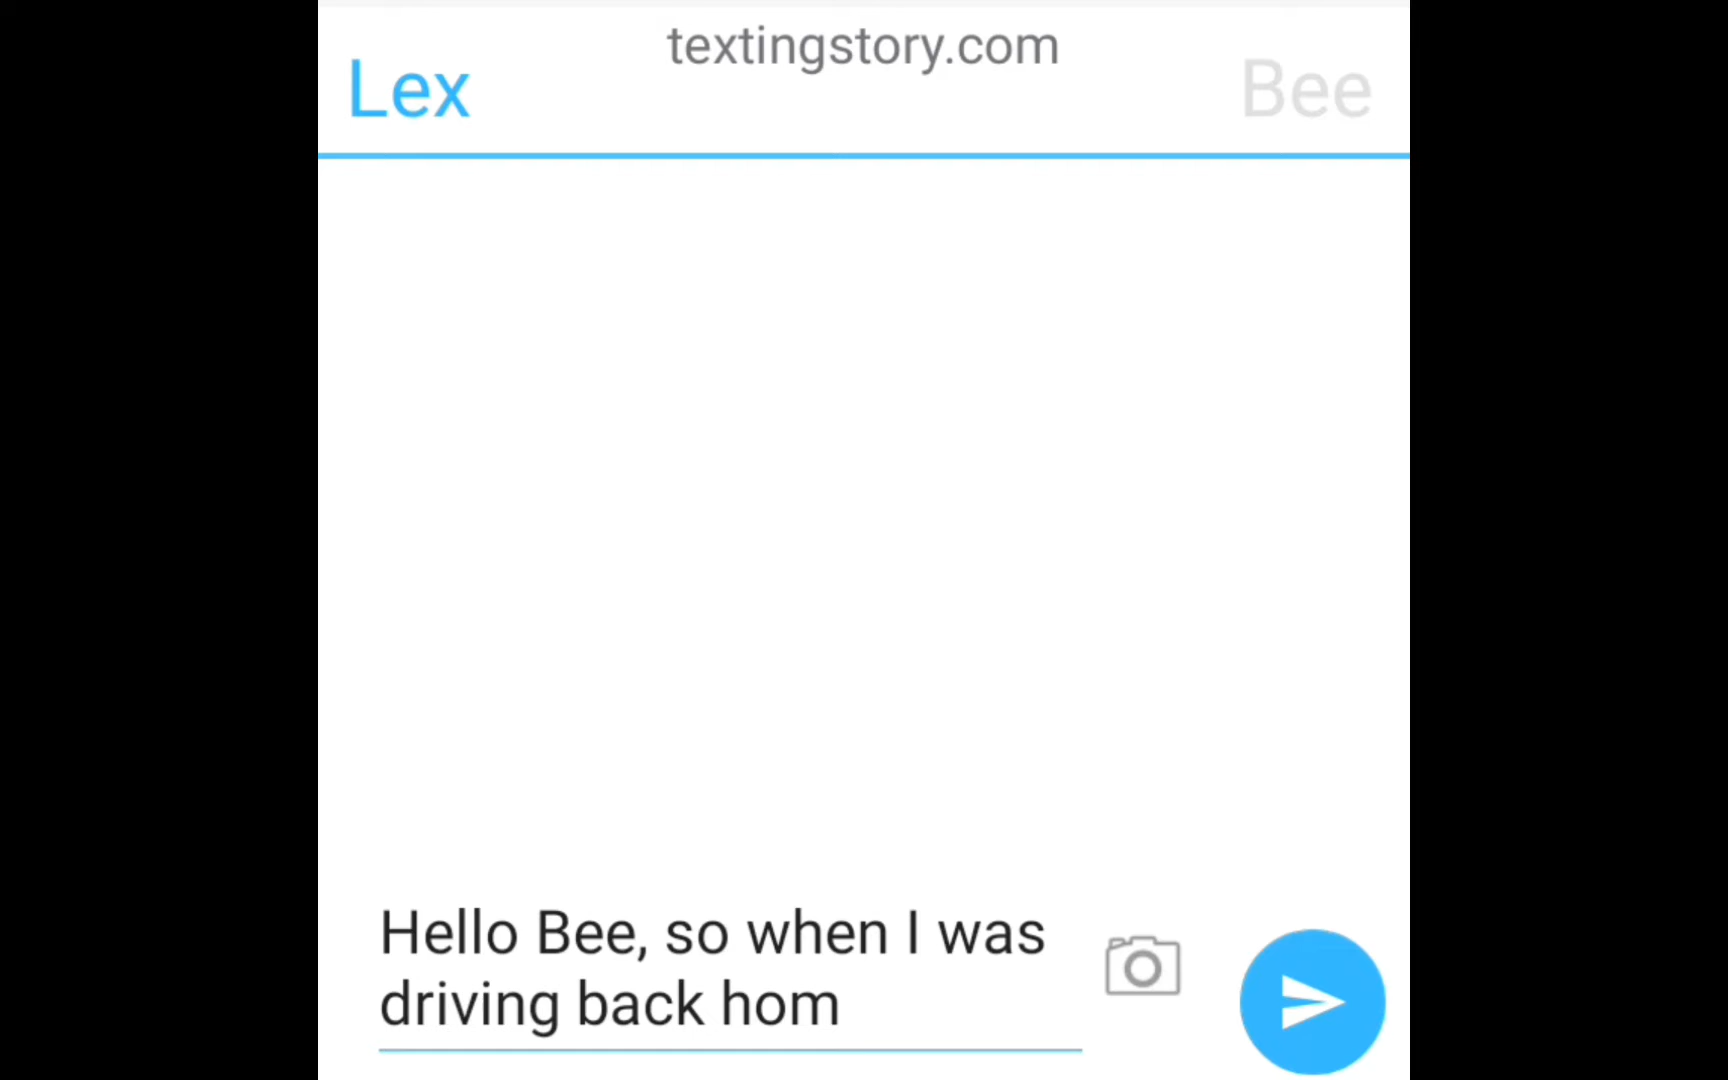 textingstory.com
Lex
Bee
Hello Bee, so when I was
driving back hom